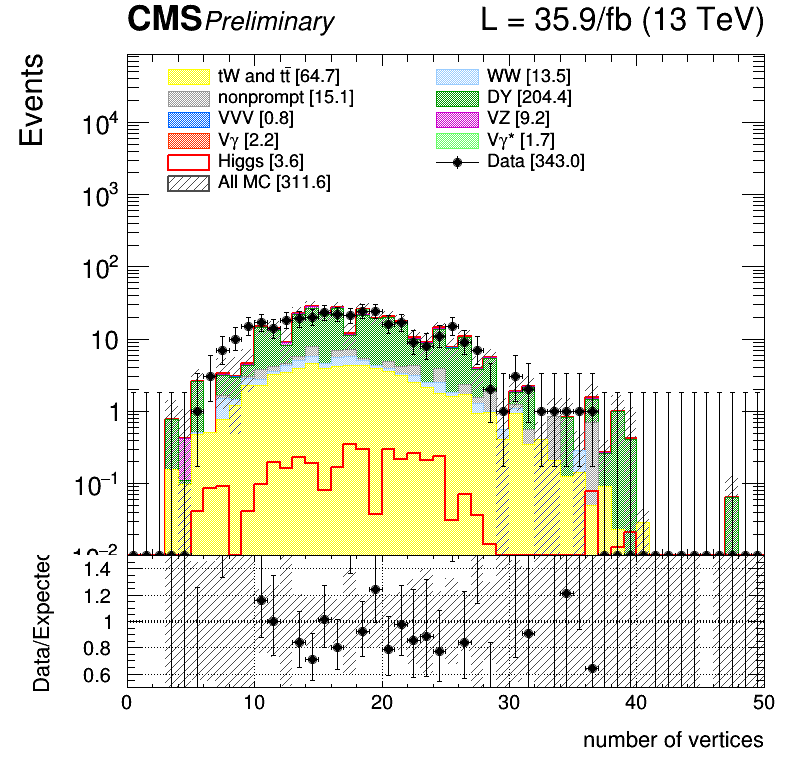 CMS Preliminary L = 35.9/fb (13 TeV)
Events
tW and tt̄ [64.7] WW [13.5]
nonprompt [15.1] DY [204.4]
VVV [0.8] VZ [9.2]
Vγ [2.2] Vγ* [1.7]
Higgs [3.6] Data [343.0]
All MC [311.6]
10⁴
10³
10²
10
1
10⁻¹
10⁻²
Data/Expected
1.4
1.2
1
0.8
0.6
0 10 20 30 40 50
number of vertices